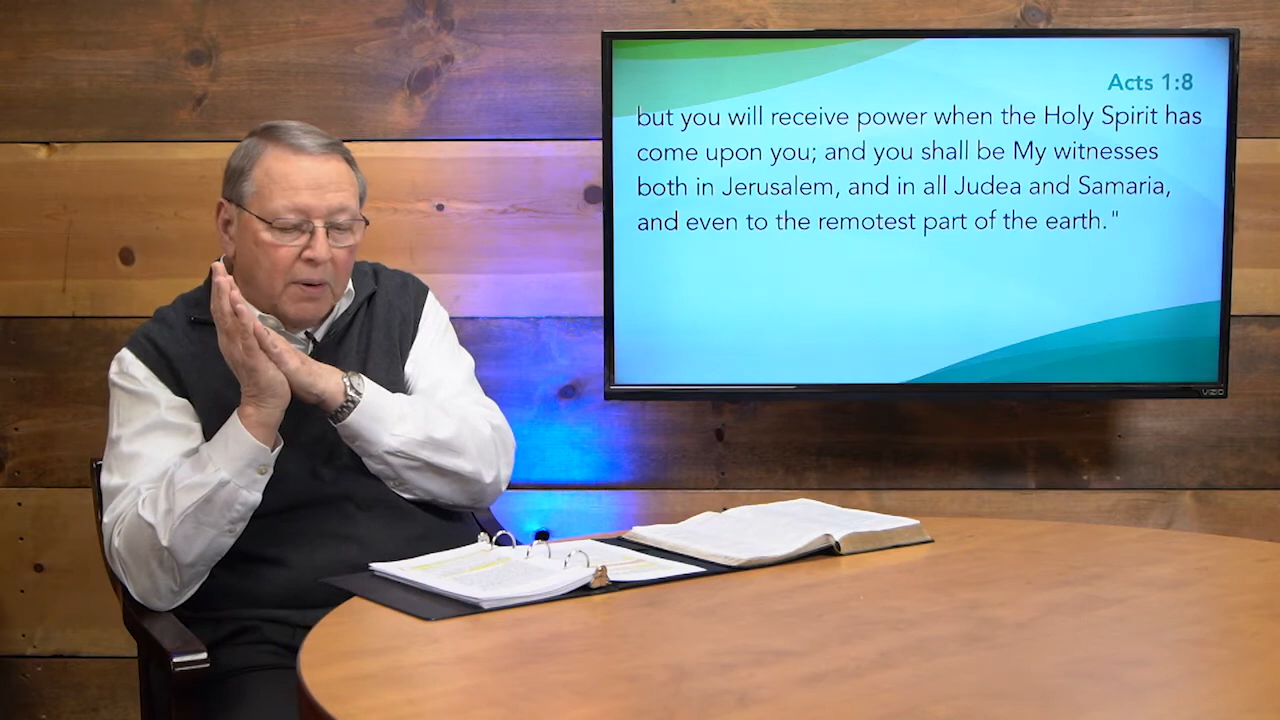 Acts 1:8
but you will receive power when the Holy Spirit has
come upon you; and you shall be My witnesses
both in Jerusalem, and in all Judea and Samaria,
and even to the remotest part of the earth."
VIZIO